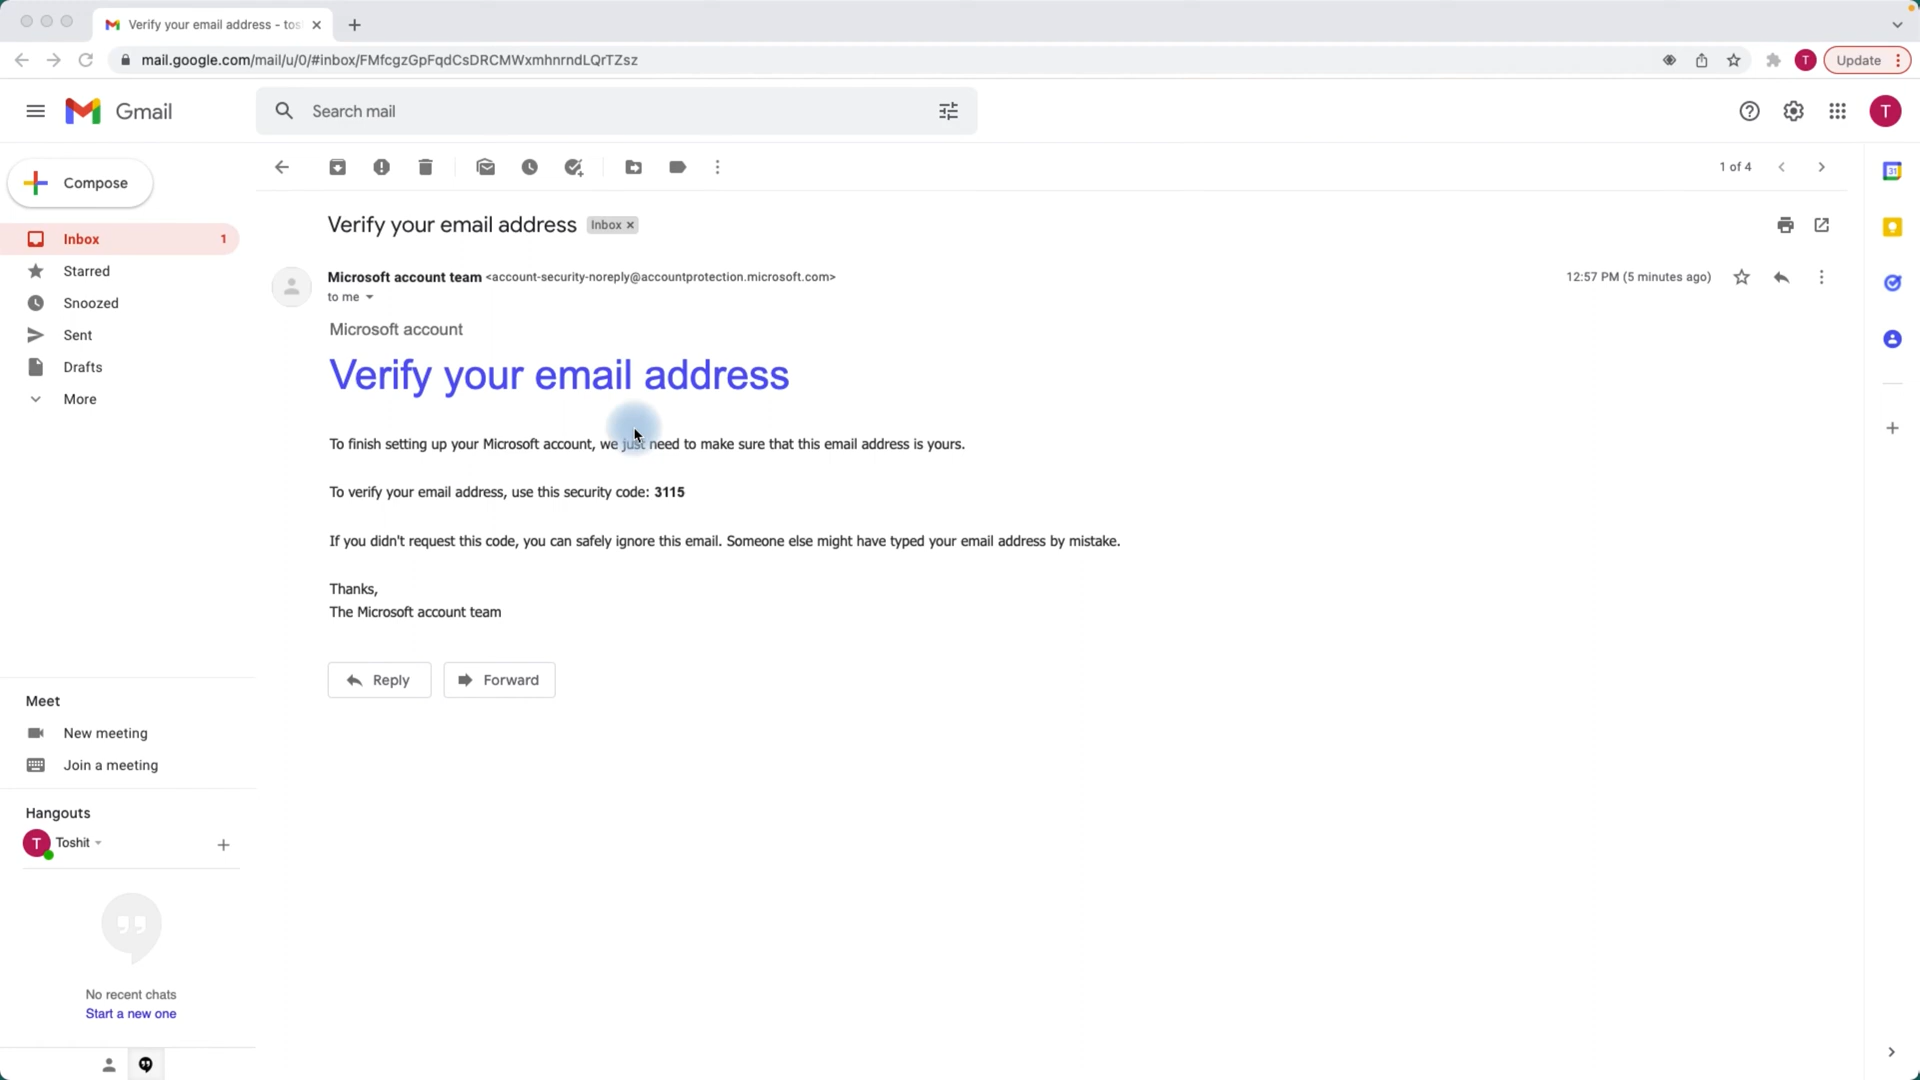 Verify your email address - tos
mail.google.com/mail/u/0/#inbox/FMfcgzGpFqdCsDRCMWxmhnrndLQrTZsz
T
Update
Gmail
Search mail
T
Compose
1 of 4
31
Inbox 1
Starred
Snoozed
Sent
Drafts
More
Verify your email address Inbox x
Microsoft account team <account-security-noreply@accountprotection.microsoft.com> 12:57 PM (5 minutes ago)
to me
Microsoft account
Verify your email address
To finish setting up your Microsoft account, we just need to make sure that this email address is yours.
To verify your email address, use this security code: 3115
If you didn't request this code, you can safely ignore this email. Someone else might have typed your email address by mistake.
Thanks,
The Microsoft account team
Reply Forward
Meet
New meeting
Join a meeting
Hangouts
T Toshit
No recent chats
Start a new one